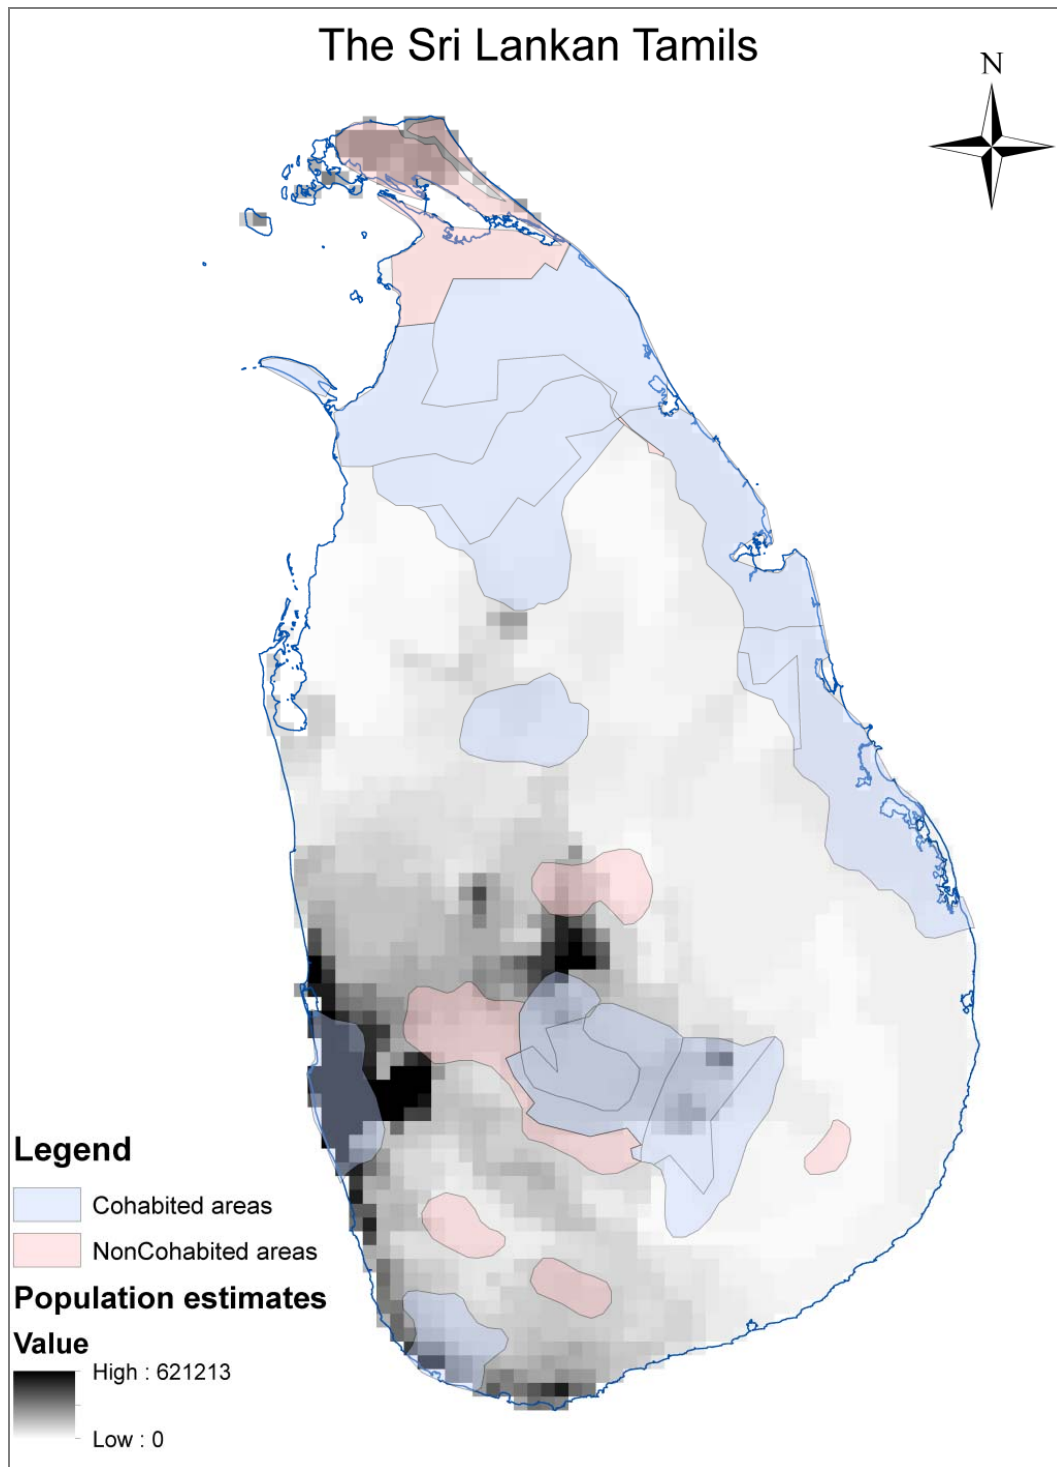 The Sri Lankan Tamils
N
Legend
Cohabited areas
NonCohabited areas
Population estimates
Value
High : 621213
Low : 0